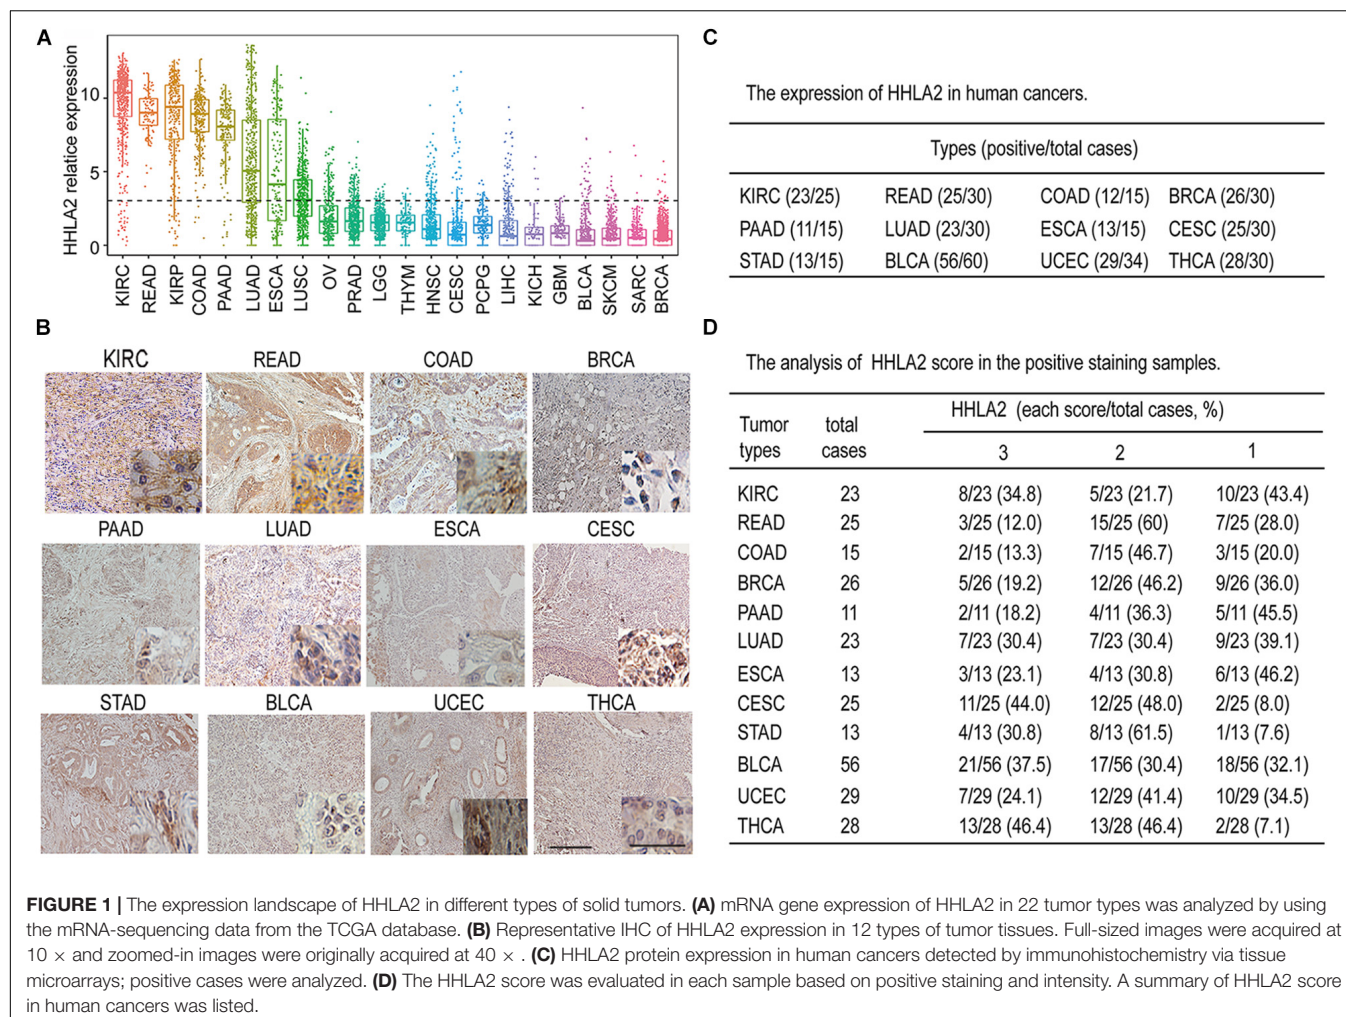 A
HHLA2 relatice expression
10
5
0
KIRC
READ
KIRP
COAD
PAAD
LUAD
ESCA
LUSC
OV
PRAD
LGG
THYM
HNSC
CESC
PCPG
LIHC
KICH
GBM
BLCA
SKCM
SARC
BRCA
B
KIRC READ COAD BRCA
PAAD LUAD ESCA CESC
STAD BLCA UCEC THCA
C
The expression of HHLA2 in human cancers.
Types (positive/total cases)
KIRC (23/25) READ (25/30) COAD (12/15) BRCA (26/30)
PAAD (11/15) LUAD (23/30) ESCA (13/15) CESC (25/30)
STAD (13/15) BLCA (56/60) UCEC (29/34) THCA (28/30)
D
The analysis of HHLA2 score in the positive staining samples.
Tumor types total cases HHLA2 (each score/total cases, %)
3 2 1
KIRC 23 8/23 (34.8) 5/23 (21.7) 10/23 (43.4)
READ 25 3/25 (12.0) 15/25 (60) 7/25 (28.0)
COAD 15 2/15 (13.3) 7/15 (46.7) 3/15 (20.0)
BRCA 26 5/26 (19.2) 12/26 (46.2) 9/26 (36.0)
PAAD 11 2/11 (18.2) 4/11 (36.3) 5/11 (45.5)
LUAD 23 7/23 (30.4) 7/23 (30.4) 9/23 (39.1)
ESCA 13 3/13 (23.1) 4/13 (30.8) 6/13 (46.2)
CESC 25 11/25 (44.0) 12/25 (48.0) 2/25 (8.0)
STAD 13 4/13 (30.8) 8/13 (61.5) 1/13 (7.6)
BLCA 56 21/56 (37.5) 17/56 (30.4) 18/56 (32.1)
UCEC 29 7/29 (24.1) 12/29 (41.4) 10/29 (34.5)
THCA 28 13/28 (46.4) 13/28 (46.4) 2/28 (7.1)
FIGURE 1 | The expression landscape of HHLA2 in different types of solid tumors. (A) mRNA gene expression of HHLA2 in 22 tumor types was analyzed by using
the mRNA-sequencing data from the TCGA database. (B) Representative IHC of HHLA2 expression in 12 types of tumor tissues. Full-sized images were acquired at
10 × and zoomed-in images were originally acquired at 40 × . (C) HHLA2 protein expression in human cancers detected by immunohistochemistry via tissue
microarrays; positive cases were analyzed. (D) The HHLA2 score was evaluated in each sample based on positive staining and intensity. A summary of HHLA2 score
in human cancers was listed.